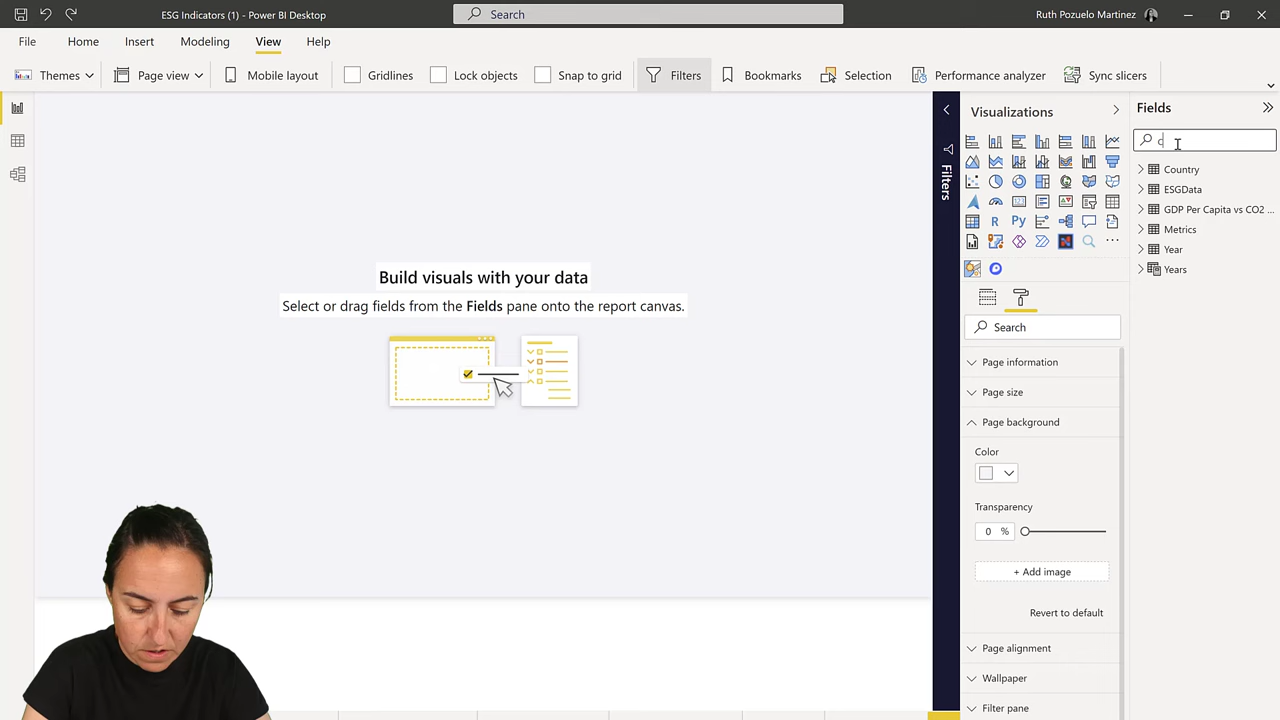 ESG Indicators (1) - Power BI Desktop
Search
Ruth Pozuelo Martinez
File Home Insert Modeling View Help
Themes Page view Mobile layout Gridlines Lock objects Snap to grid Filters Bookmarks Selection Performance analyzer Sync slicers
Build visuals with your data
Select or drag fields from the Fields pane onto the report canvas.
Filters
Visualizations
R Py
Search
Page information
Page size
Page background
Color
Transparency
0 %
+ Add image
Revert to default
Page alignment
Wallpaper
Filter pane
Fields
c
Country
ESGData
GDP Per Capita vs CO2 ...
Metrics
Year
Years